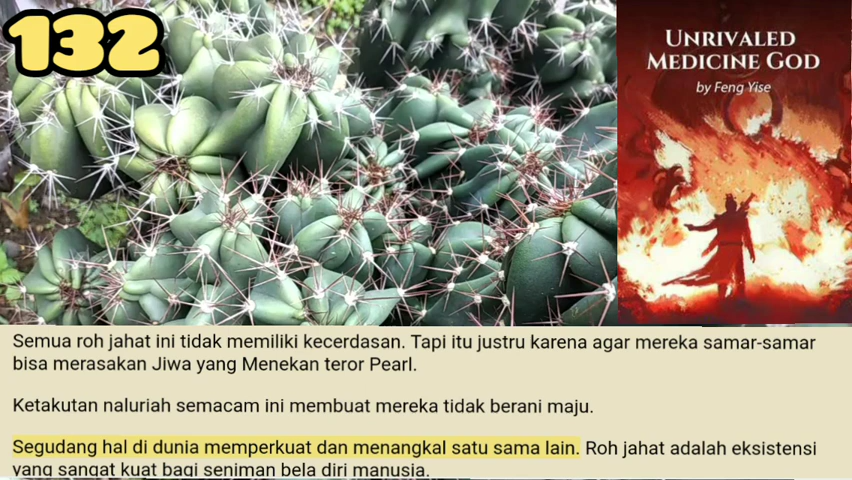 132
UNRIVALED
MEDICINE GOD
by Feng Yise
Semua roh jahat ini tidak memiliki kecerdasan. Tapi itu justru karena agar mereka samar-samar
bisa merasakan Jiwa yang Menekan teror Pearl.
Ketakutan naluriah semacam ini membuat mereka tidak berani maju.
Segudang hal di dunia memperkuat dan menangkal satu sama lain. Roh jahat adalah eksistensi
yang sangat kuat bagi seniman bela diri manusia.